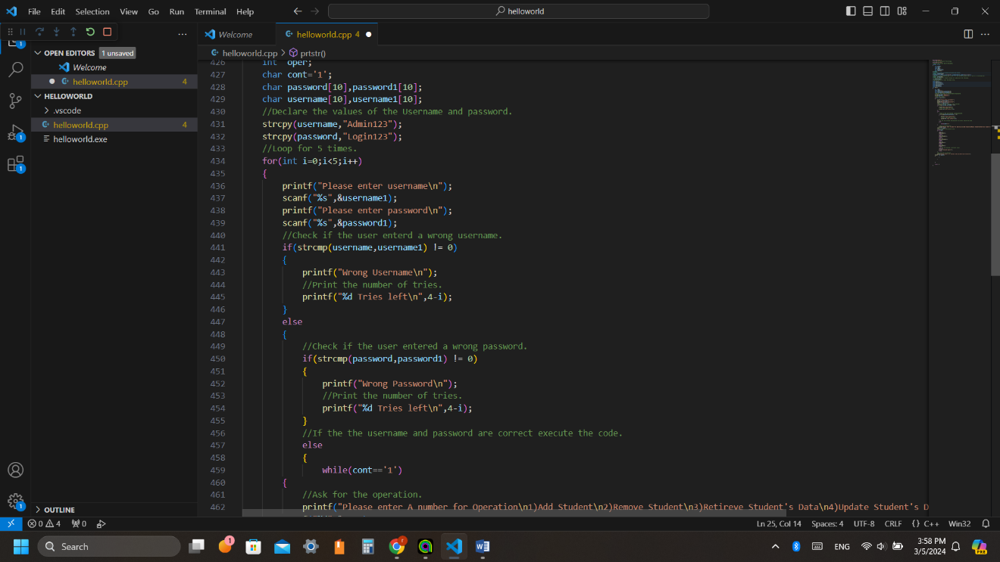 File Edit Selection View Go Run Terminal Help
helloworld
OPEN EDITORS 1 unsaved
Welcome
helloworld.cpp 4
HELLOWORLD
.vscode
helloworld.cpp 4
helloworld.exe
OUTLINE
1
1
1
1
Welcome
helloworld.cpp 4
helloworld.cpp > prtstr()
426 int oper;
427 char cont='1';
428 char password[10],password1[10];
429 char username[10],username1[10];
430 //Declare the values of the Username and password.
431 strcpy(username,"Admin123");
432 strcpy(password,"Login123");
433 //Loop for 5 times.
434 for(int i=0;i<5;i++)
435 {
436 printf("Please enter username\n");
437 scanf("%s",&username1);
438 printf("Please enter password\n");
439 scanf("%s",&password1);
440 //Check if the user enterd a wrong username.
441 if(strcmp(username,username1) != 0)
442 {
443 printf("Wrong Username\n");
444 //Print the number of tries.
445 printf("%d Tries left\n",4-i);
446 }
447 else
448 {
449 //Check if the user entered a wrong password.
450 if(strcmp(password,password1) != 0)
451 {
452 printf("Wrong Password\n");
453 //Print the number of tries.
454 printf("%d Tries left\n",4-i);
455 }
456 //If the the username and password are correct execute the code.
457 else
458 {
459 while(cont=='1')
460 {
461 //Ask for the operation.
462 printf("Please enter A number for Operation\n1)Add Student\n2)Remove Student\n3)Retireve Student's Data\n4)Update Student's D
0 4 0 Ln 25, Col 14 Spaces: 4 UTF-8 CRLF {} C++ Win32
Search
1
ENG
3:58 PM
3/5/2024
PRE